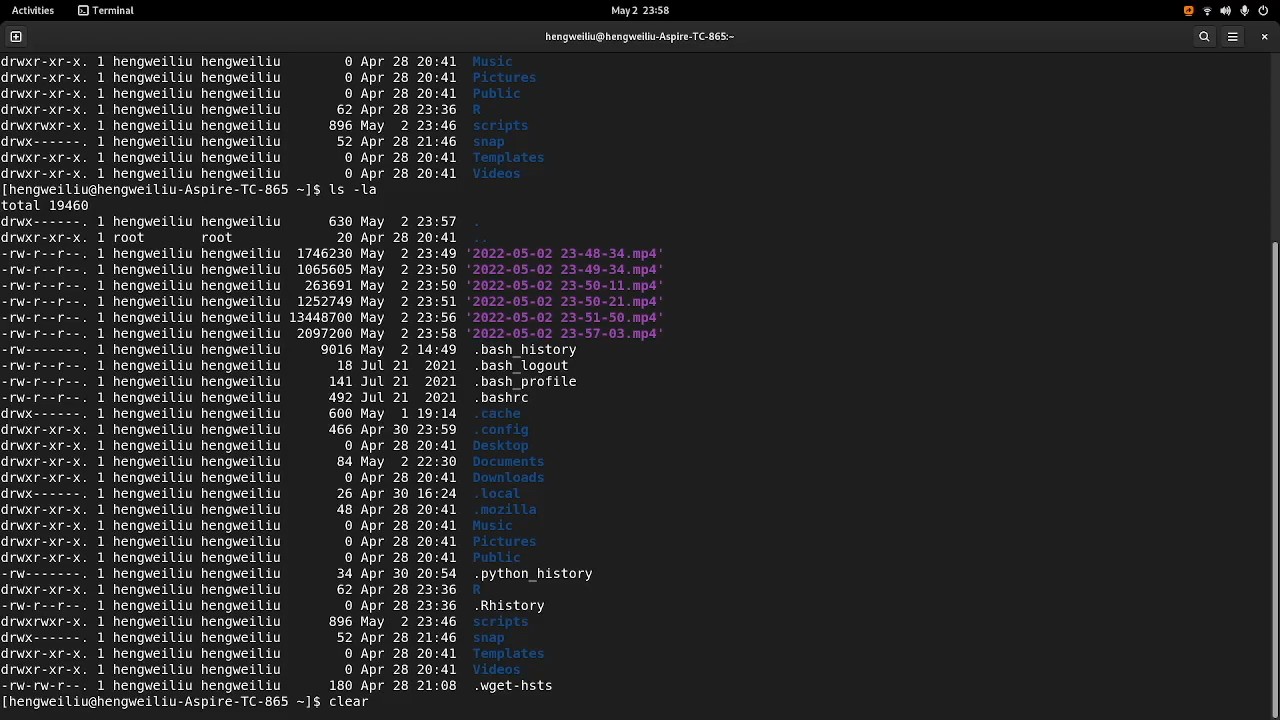 Activities Terminal May 2 23:58
hengweiliu@hengweiliu-Aspire-TC-865:~
drwxr-xr-x. 1 hengweiliu hengweiliu        0 Apr 28 20:41  Music
drwxr-xr-x. 1 hengweiliu hengweiliu        0 Apr 28 20:41  Pictures
drwxr-xr-x. 1 hengweiliu hengweiliu        0 Apr 28 20:41  Public
drwxr-xr-x. 1 hengweiliu hengweiliu       62 Apr 28 23:36  R
drwxrwxr-x. 1 hengweiliu hengweiliu      896 May  2 23:46  scripts
drwx------. 1 hengweiliu hengweiliu       52 Apr 28 21:46  snap
drwxr-xr-x. 1 hengweiliu hengweiliu        0 Apr 28 20:41  Templates
drwxr-xr-x. 1 hengweiliu hengweiliu        0 Apr 28 20:41  Videos
[hengweiliu@hengweiliu-Aspire-TC-865 ~]$ ls -la
total 19460
drwx------. 1 hengweiliu hengweiliu      630 May  2 23:57  .
drwxr-xr-x. 1 root       root             20 Apr 28 20:41  ..
-rw-r--r--. 1 hengweiliu hengweiliu  1746230 May  2 23:49 '2022-05-02 23-48-34.mp4'
-rw-r--r--. 1 hengweiliu hengweiliu  1065605 May  2 23:50 '2022-05-02 23-49-34.mp4'
-rw-r--r--. 1 hengweiliu hengweiliu   263691 May  2 23:50 '2022-05-02 23-50-11.mp4'
-rw-r--r--. 1 hengweiliu hengweiliu  1252749 May  2 23:51 '2022-05-02 23-50-21.mp4'
-rw-r--r--. 1 hengweiliu hengweiliu 13448700 May  2 23:56 '2022-05-02 23-51-50.mp4'
-rw-r--r--. 1 hengweiliu hengweiliu  2097200 May  2 23:58 '2022-05-02 23-57-03.mp4'
-rw-------. 1 hengweiliu hengweiliu     9016 May  2 14:49  .bash_history
-rw-r--r--. 1 hengweiliu hengweiliu       18 Jul 21  2021  .bash_logout
-rw-r--r--. 1 hengweiliu hengweiliu      141 Jul 21  2021  .bash_profile
-rw-r--r--. 1 hengweiliu hengweiliu      492 Jul 21  2021  .bashrc
drwx------. 1 hengweiliu hengweiliu      600 May  1 19:14  .cache
drwxr-xr-x. 1 hengweiliu hengweiliu      466 Apr 30 23:59  .config
drwxr-xr-x. 1 hengweiliu hengweiliu        0 Apr 28 20:41  Desktop
drwxr-xr-x. 1 hengweiliu hengweiliu       84 May  2 22:30  Documents
drwxr-xr-x. 1 hengweiliu hengweiliu        0 Apr 28 20:41  Downloads
drwx------. 1 hengweiliu hengweiliu       26 Apr 30 16:24  .local
drwxr-xr-x. 1 hengweiliu hengweiliu       48 Apr 28 20:41  .mozilla
drwxr-xr-x. 1 hengweiliu hengweiliu        0 Apr 28 20:41  Music
drwxr-xr-x. 1 hengweiliu hengweiliu        0 Apr 28 20:41  Pictures
drwxr-xr-x. 1 hengweiliu hengweiliu        0 Apr 28 20:41  Public
-rw-------. 1 hengweiliu hengweiliu       34 Apr 30 20:54  .python_history
drwxr-xr-x. 1 hengweiliu hengweiliu       62 Apr 28 23:36  R
-rw-r--r--. 1 hengweiliu hengweiliu        0 Apr 28 23:36  .Rhistory
drwxrwxr-x. 1 hengweiliu hengweiliu      896 May  2 23:46  scripts
drwx------. 1 hengweiliu hengweiliu       52 Apr 28 21:46  snap
drwxr-xr-x. 1 hengweiliu hengweiliu        0 Apr 28 20:41  Templates
drwxr-xr-x. 1 hengweiliu hengweiliu        0 Apr 28 20:41  Videos
-rw-rw-r--. 1 hengweiliu hengweiliu      180 Apr 28 21:08  .wget-hsts
[hengweiliu@hengweiliu-Aspire-TC-865 ~]$ clear